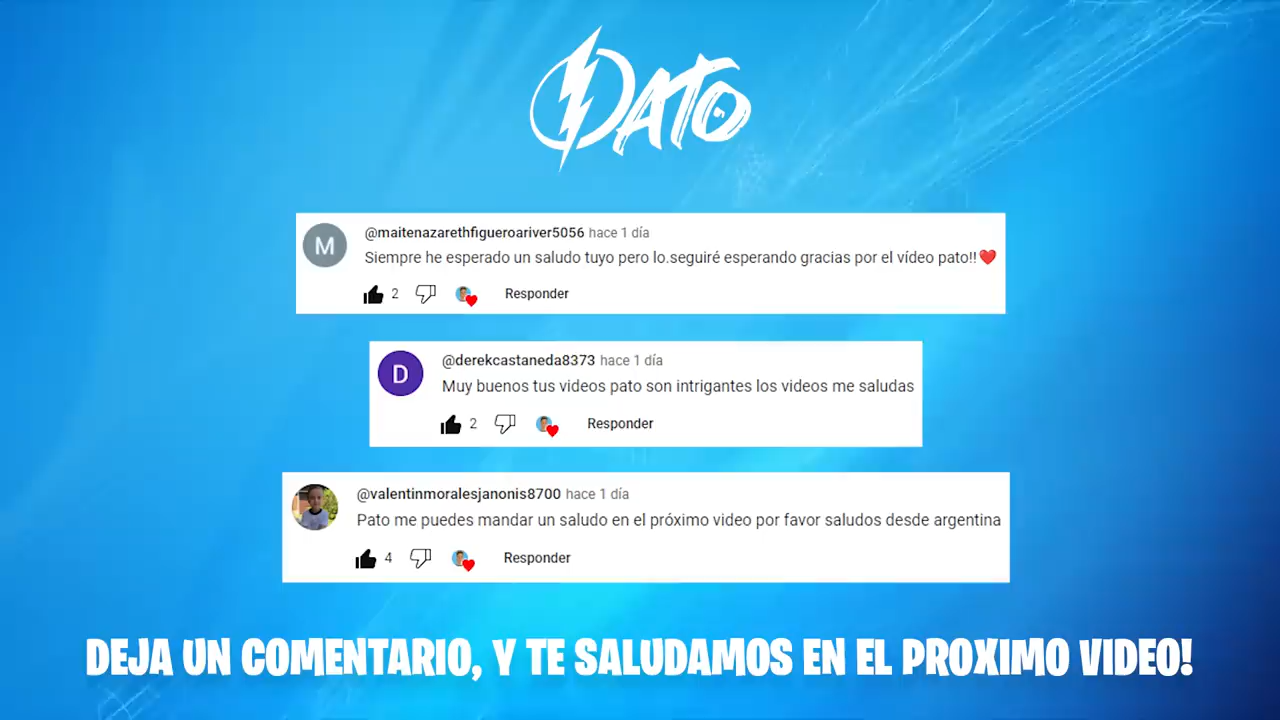 DATO
M
@maitenazarethfigueroariver5056 hace 1 día
Siempre he esperado un saludo tuyo pero lo.seguiré esperando gracias por el vídeo pato!!❤️
2 Responder
D
@derekcastaneda8373 hace 1 día
Muy buenos tus videos pato son intrigantes los videos me saludas
2 Responder
@valentinmoralesjanonis8700 hace 1 día
Pato me puedes mandar un saludo en el próximo video por favor saludos desde argentina
4 Responder
DEJA UN COMENTARIO, Y TE SALUDAMOS EN EL PROXIMO VIDEO!